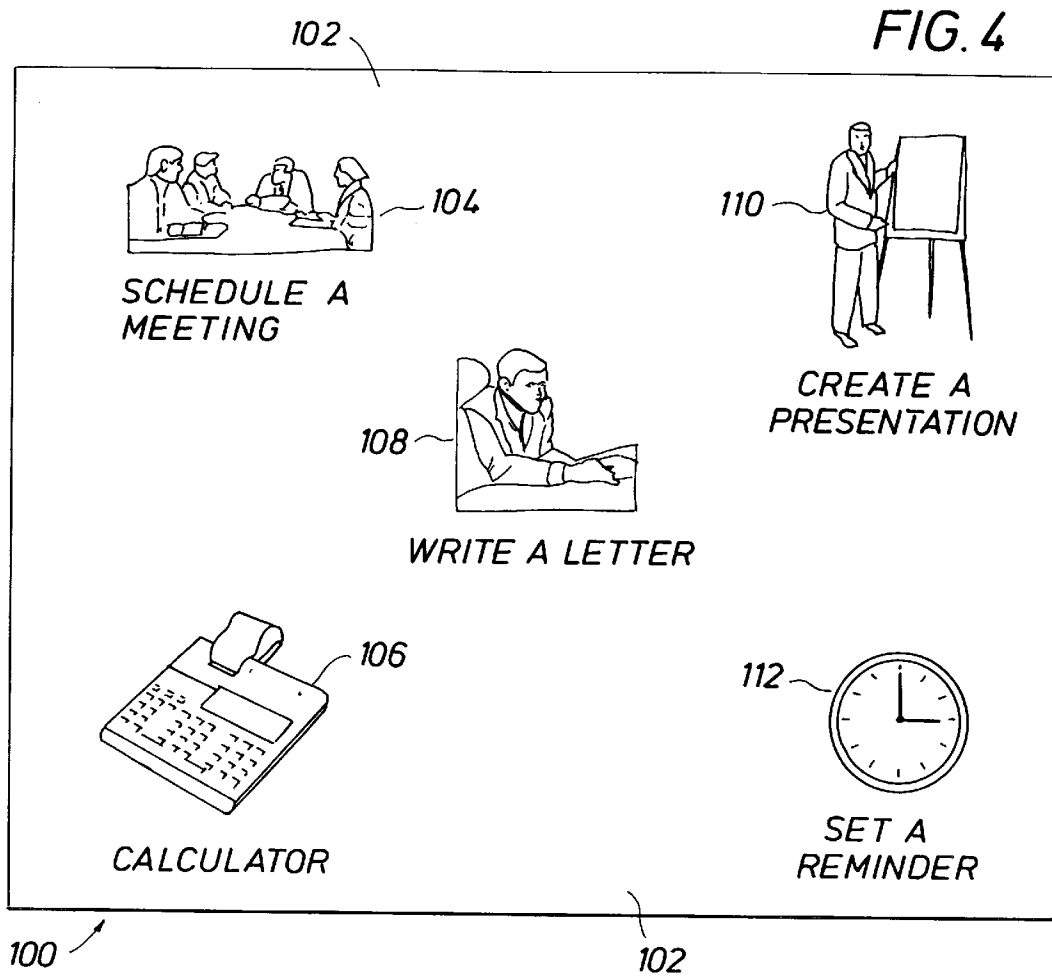 FIG. 4
102
104
110
SCHEDULE A
MEETING
CREATE A
PRESENTATION
108
WRITE A LETTER
106
112
CALCULATOR
SET A
REMINDER
100
102